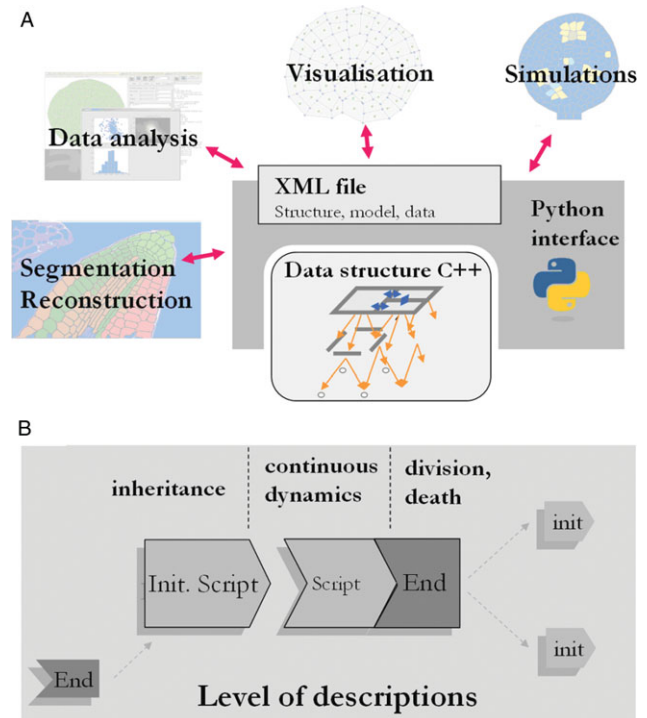 A
Visualisation
Simulations
Data analysis
XML file
Structure, model, data
Python
interface
Segmentation
Reconstruction
Data structure C++
B
inheritance
continuous
dynamics
division,
death
init
Init. Script
Script
End
init
End
Level of descriptions